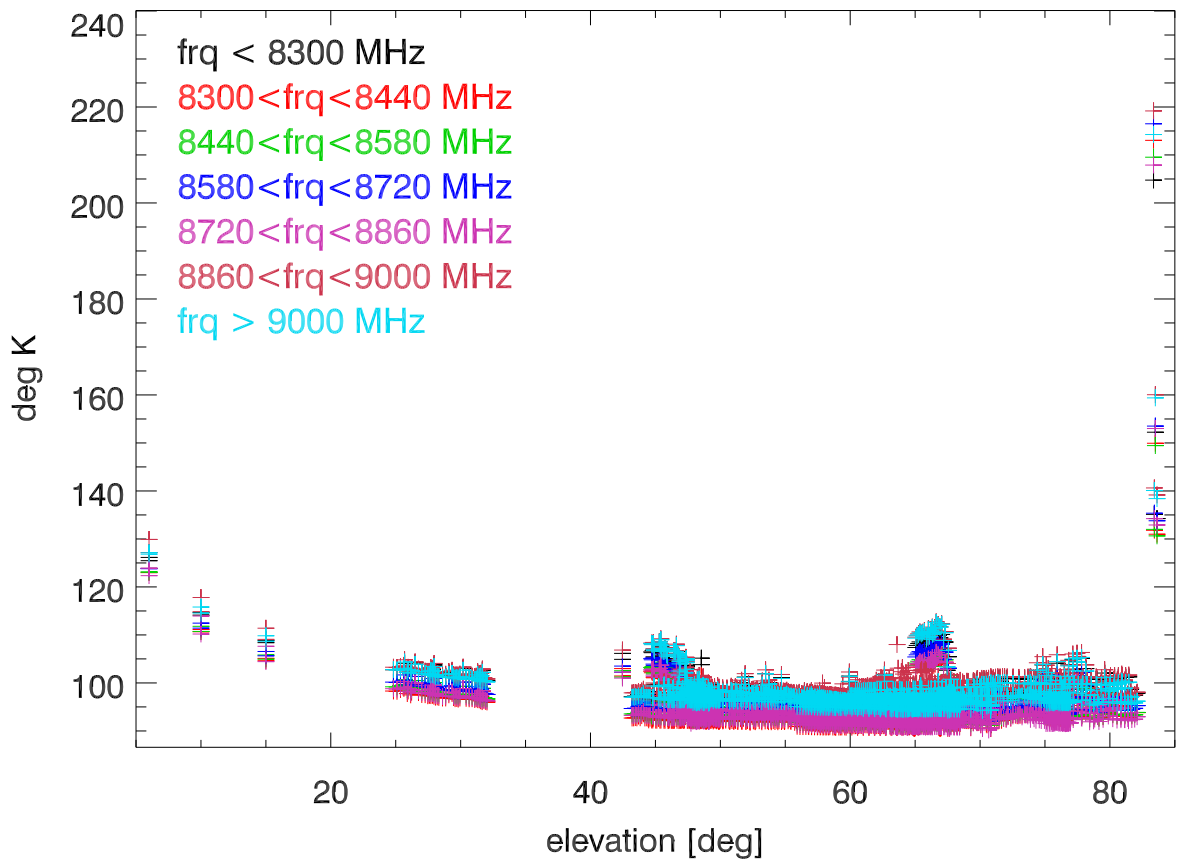 240
220
200
180
160
140
120
100
deg K
frq < 8300 MHz
8300<frq<8440 MHz
8440<frq<8580 MHz
8580<frq<8720 MHz
8720<frq<8860 MHz
8860<frq<9000 MHz
frq > 9000 MHz
20 40 60 80
elevation [deg]